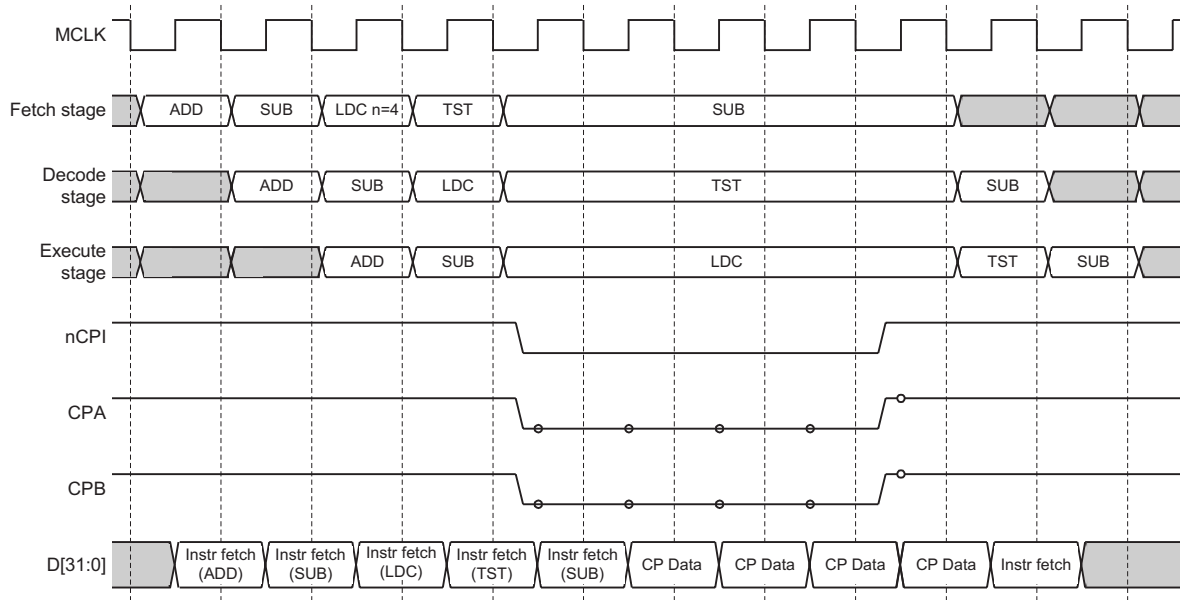 MCLK
Fetch stage ADD SUB LDC n=4 TST SUB
Decode
stage ADD SUB LDC TST SUB
Execute
stage ADD SUB LDC TST SUB
nCPI
CPA
CPB
D[31:0] Instr fetch Instr fetch Instr fetch Instr fetch Instr fetch CP Data CP Data CP Data CP Data Instr fetch
(ADD) (SUB) (LDC) (TST) (SUB)